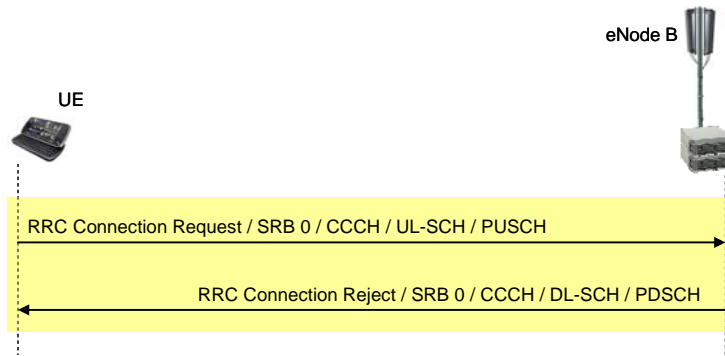 eNode B
UE
RRC Connection Request / SRB 0 / CCCH / UL-SCH / PUSCH
RRC Connection Reject / SRB 0 / CCCH / DL-SCH / PDSCH